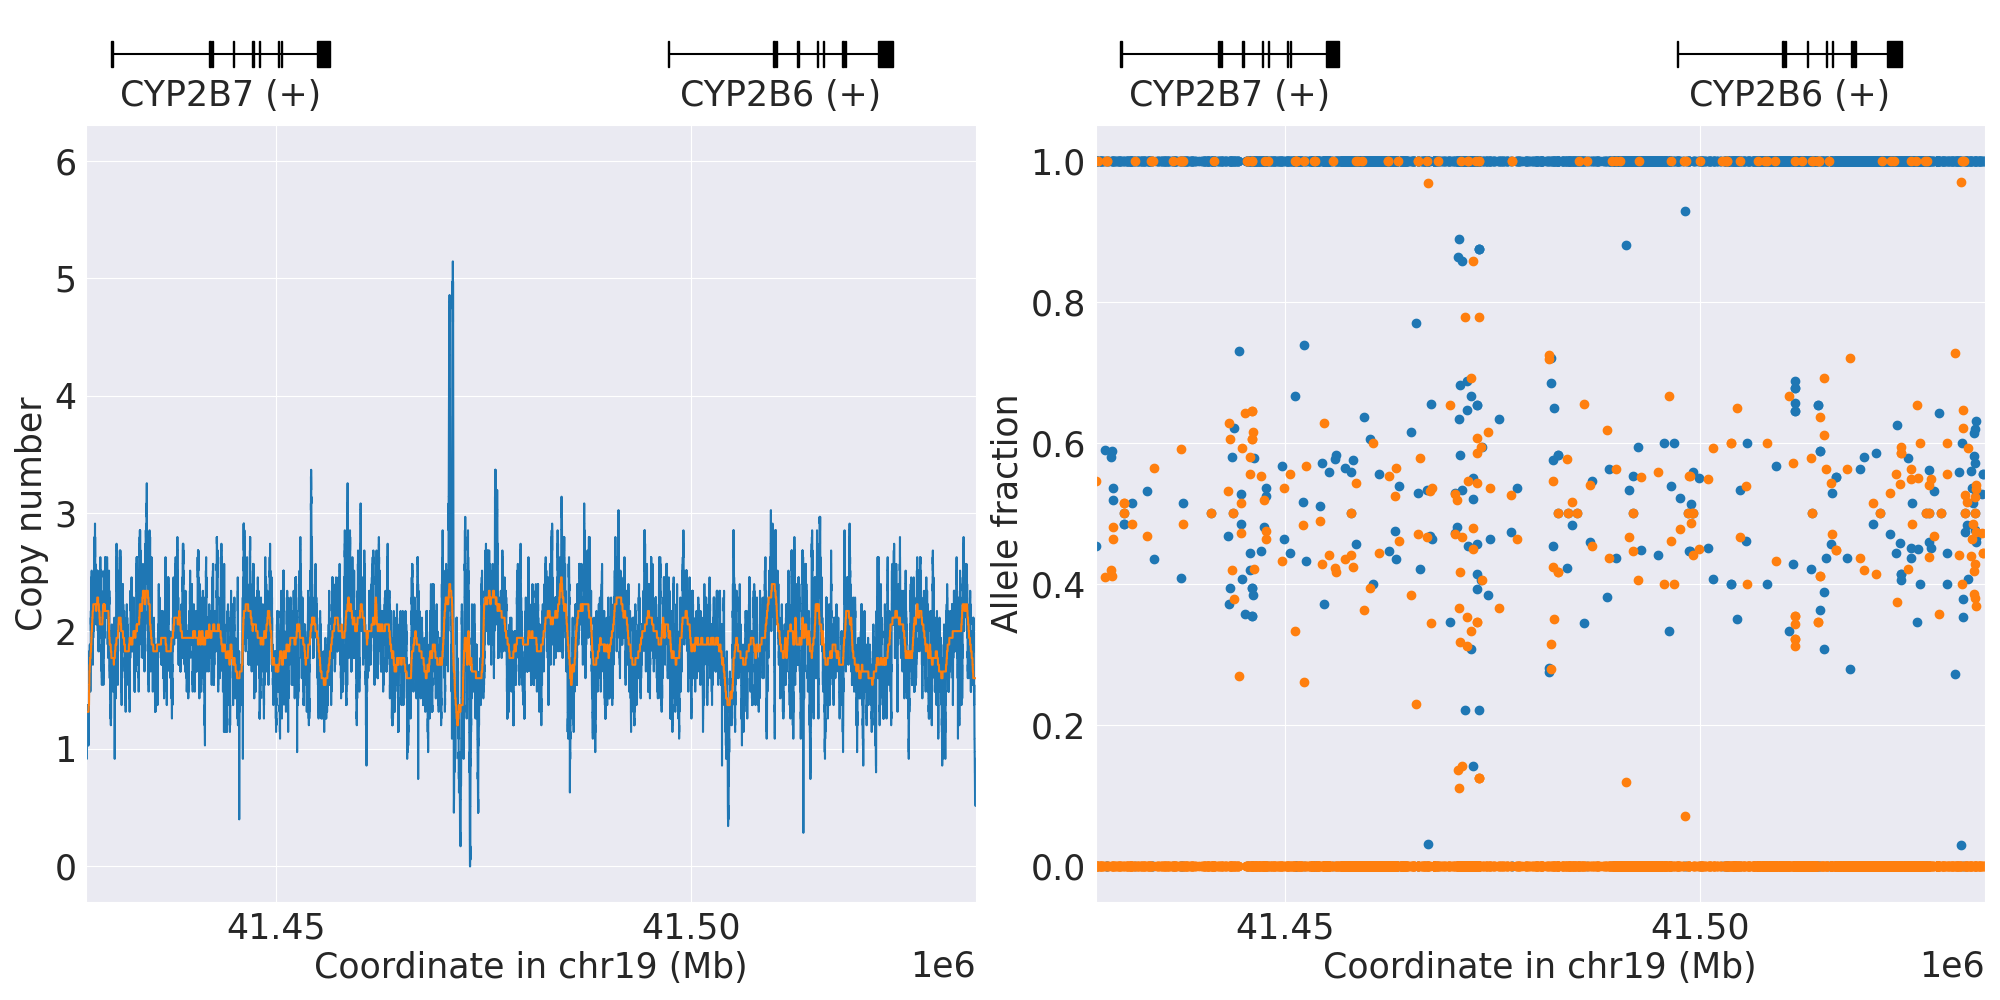 CYP2B7 (+)
CYP2B6 (+)
6
5
4
3
2
1
0
Copy number
41.45
41.50
Coordinate in chr19 (Mb)
1e6
CYP2B7 (+)
CYP2B6 (+)
1.0
0.8
0.6
0.4
0.2
0.0
Allele fraction
41.45
41.50
Coordinate in chr19 (Mb)
1e6